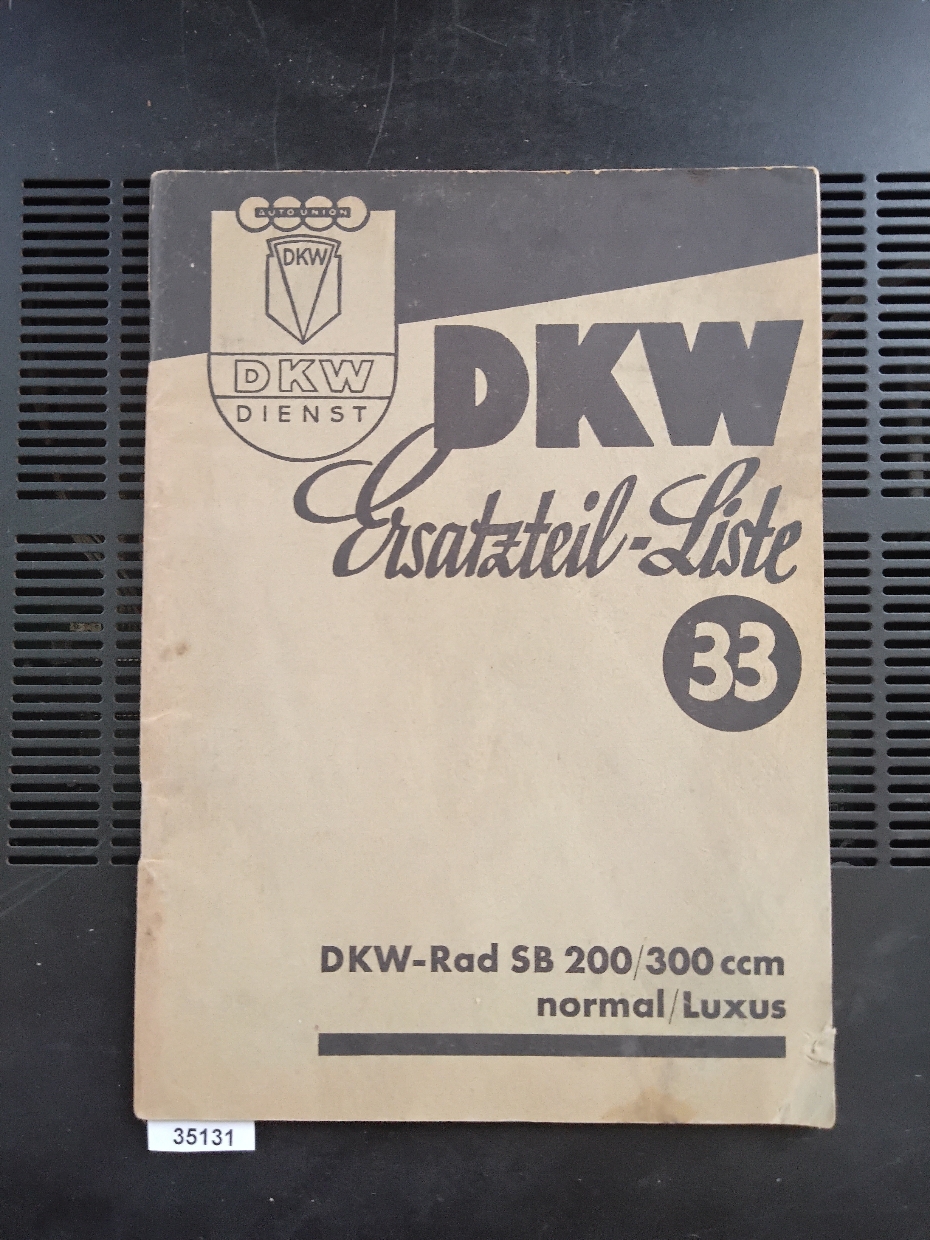 AUTO UNION
DKW
DKW
DIENST
DKW
Ersatzteil-Liste
33
DKW-Rad SB 200/300 ccm
normal/Luxus
35131